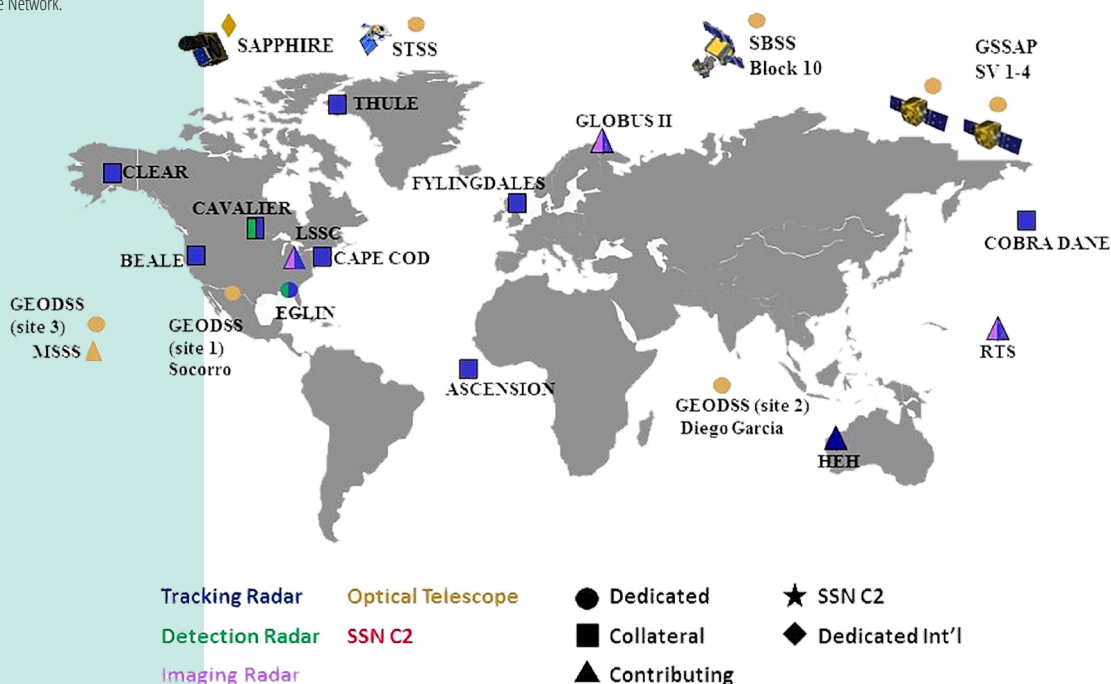 e Network.
SAPPHIRE
STSS
SBSS
Block 10
GSSAP
SV 1-4
THULE
GLOBUS II
CLEAR
FYLINGDALES
CAVALIER
LSSC
COBRA DANE
BEALE
CAPE COD
GEODSS
(site 3)
MSSS
EGLIN
GEODSS
(site 1)
Socorro
RTS
ASCENSION
GEODSS (site 2)
Diego Garcia
HEH
Tracking Radar
Optical Telescope
Dedicated
SSN C2
Detection Radar
SSN C2
Collateral
Dedicated Int'l
Imaging Radar
Contributing